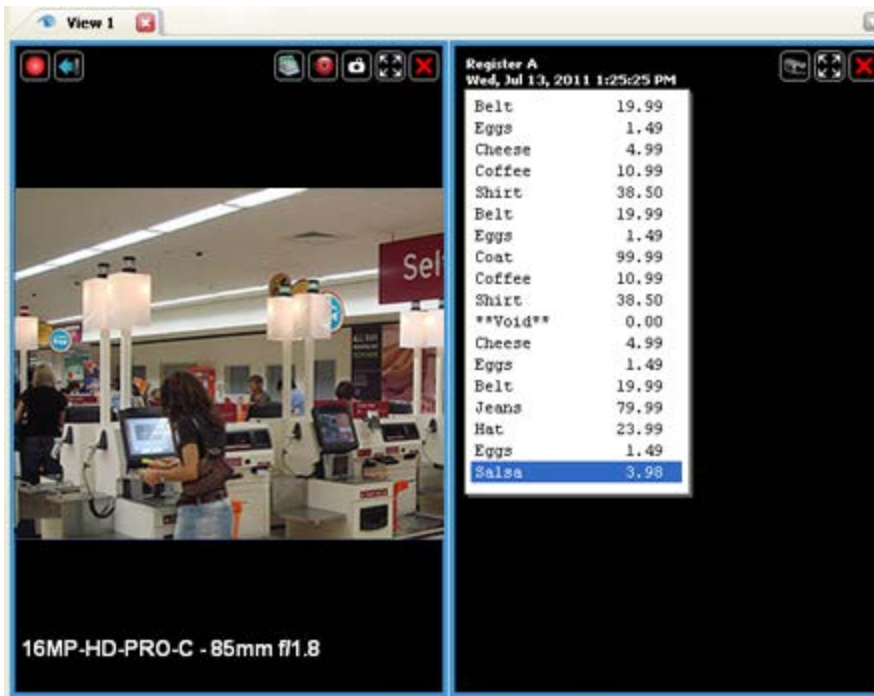 View 1
Register A
Wed, Jul 13, 2011 1:25:25 PM
Belt 19.99
Eggs 1.49
Cheese 4.99
Coffee 10.99
Shirt 38.50
Belt 19.99
Eggs 1.49
Coat 99.99
Coffee 10.99
Shirt 38.50
**Void** 0.00
Cheese 4.99
Eggs 1.49
Belt 19.99
Jeans 79.99
Hat 23.99
Eggs 1.49
Salsa 3.98
Sel
16MP-HD-PRO-C - 85mm f/1.8